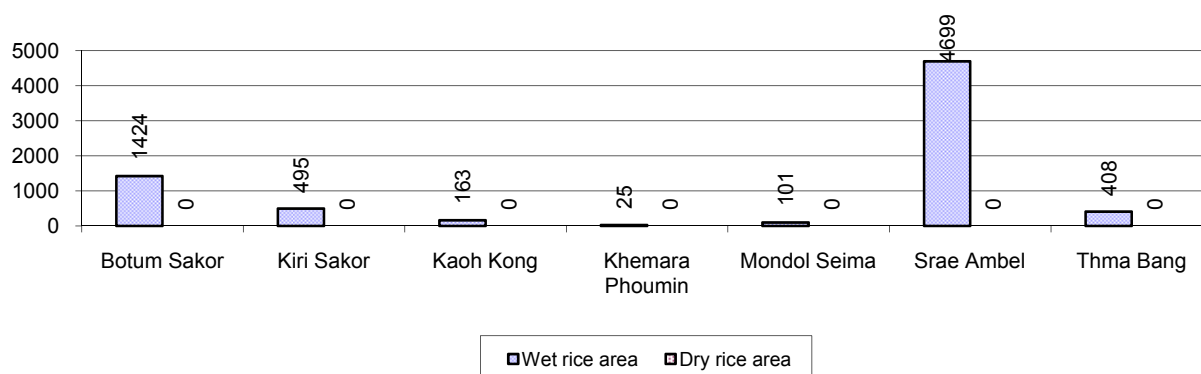 5000
4000
3000
2000
1000
0
1424
0
495
0
163
0
25
0
101
0
4699
0
408
0
Botum Sakor
Kiri Sakor
Kaoh Kong
Khemara
Phoumin
Mondol Seima
Srae Ambel
Thma Bang
Wet rice area
Dry rice area